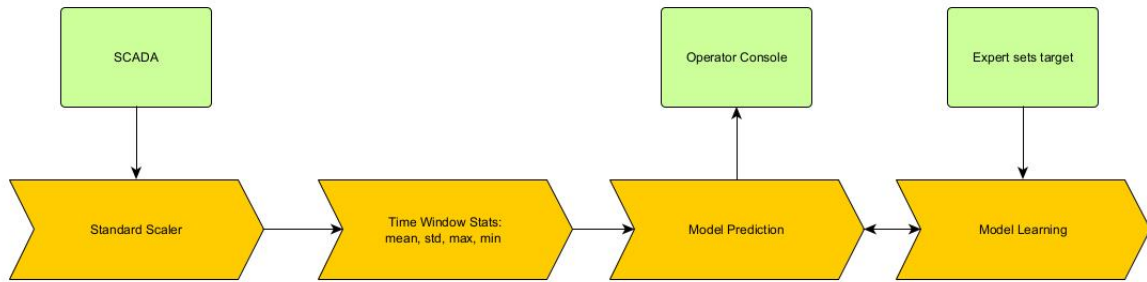 SCADA
Operator Console
Expert sets target
Standard Scaler
Time Window Stats:
mean, std, max, min
Model Prediction
Model Learning